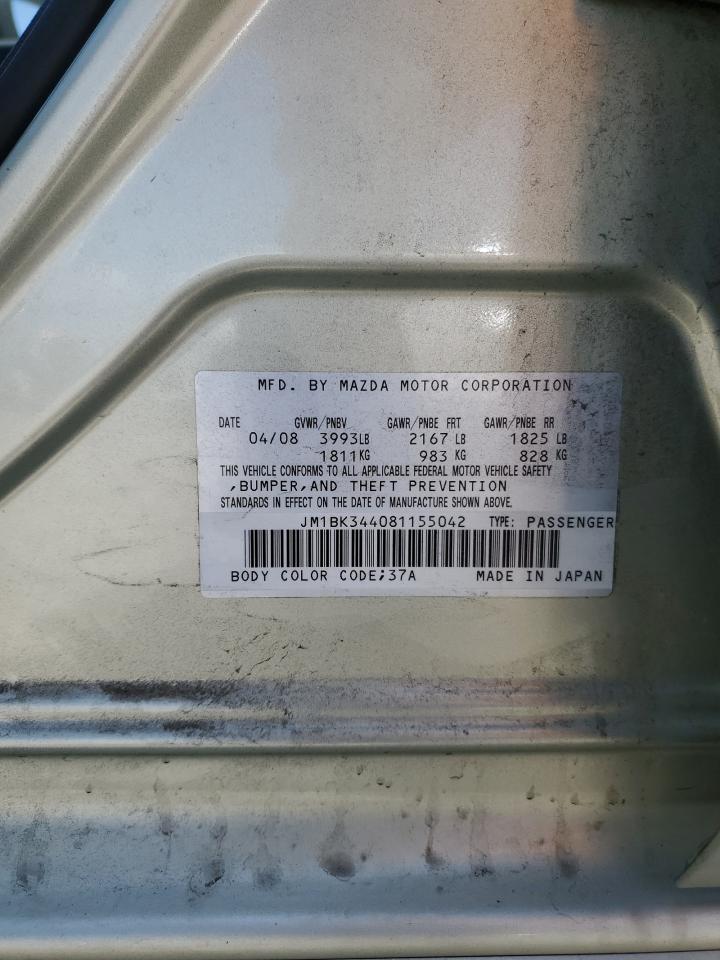 MFD. BY MAZDA MOTOR CORPORATION
DATE GVWR/PNBV GAWR/PNBE FRT GAWR/PNBE RR
04/08 3993LB 2167 LB 1825 LB
1811KG 983 KG 828 KG
THIS VEHICLE CONFORMS TO ALL APPLICABLE FEDERAL MOTOR VEHICLE SAFETY
,BUMPER,AND THEFT PREVENTION
STANDARDS IN EFFECT ON THE DATE OF MANUFACTURE SHOWN ABOVE.
JM1BK344081155042 TYPE: PASSENGER
BODY COLOR CODE;37A MADE IN JAPAN